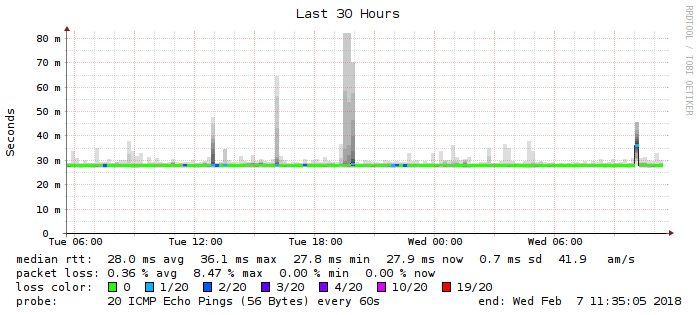 Last 30 Hours
RRDTOOL / TOBI OETIKER
Seconds
80 m
70 m
60 m
50 m
40 m
30 m
20 m
10 m
0
Tue 06:00 Tue 12:00 Tue 18:00 Wed 00:00 Wed 06:00
median rtt: 28.0 ms avg 36.1 ms max 27.8 ms min 27.9 ms now 0.7 ms sd 41.9 am/s
packet loss: 0.36 % avg 8.47 % max 0.00 % min 0.00 % now
loss color: 0 1/20 2/20 3/20 4/20 10/20 19/20
probe: 20 ICMP Echo Pings (56 Bytes) every 60s end: Wed Feb 7 11:35:05 2018